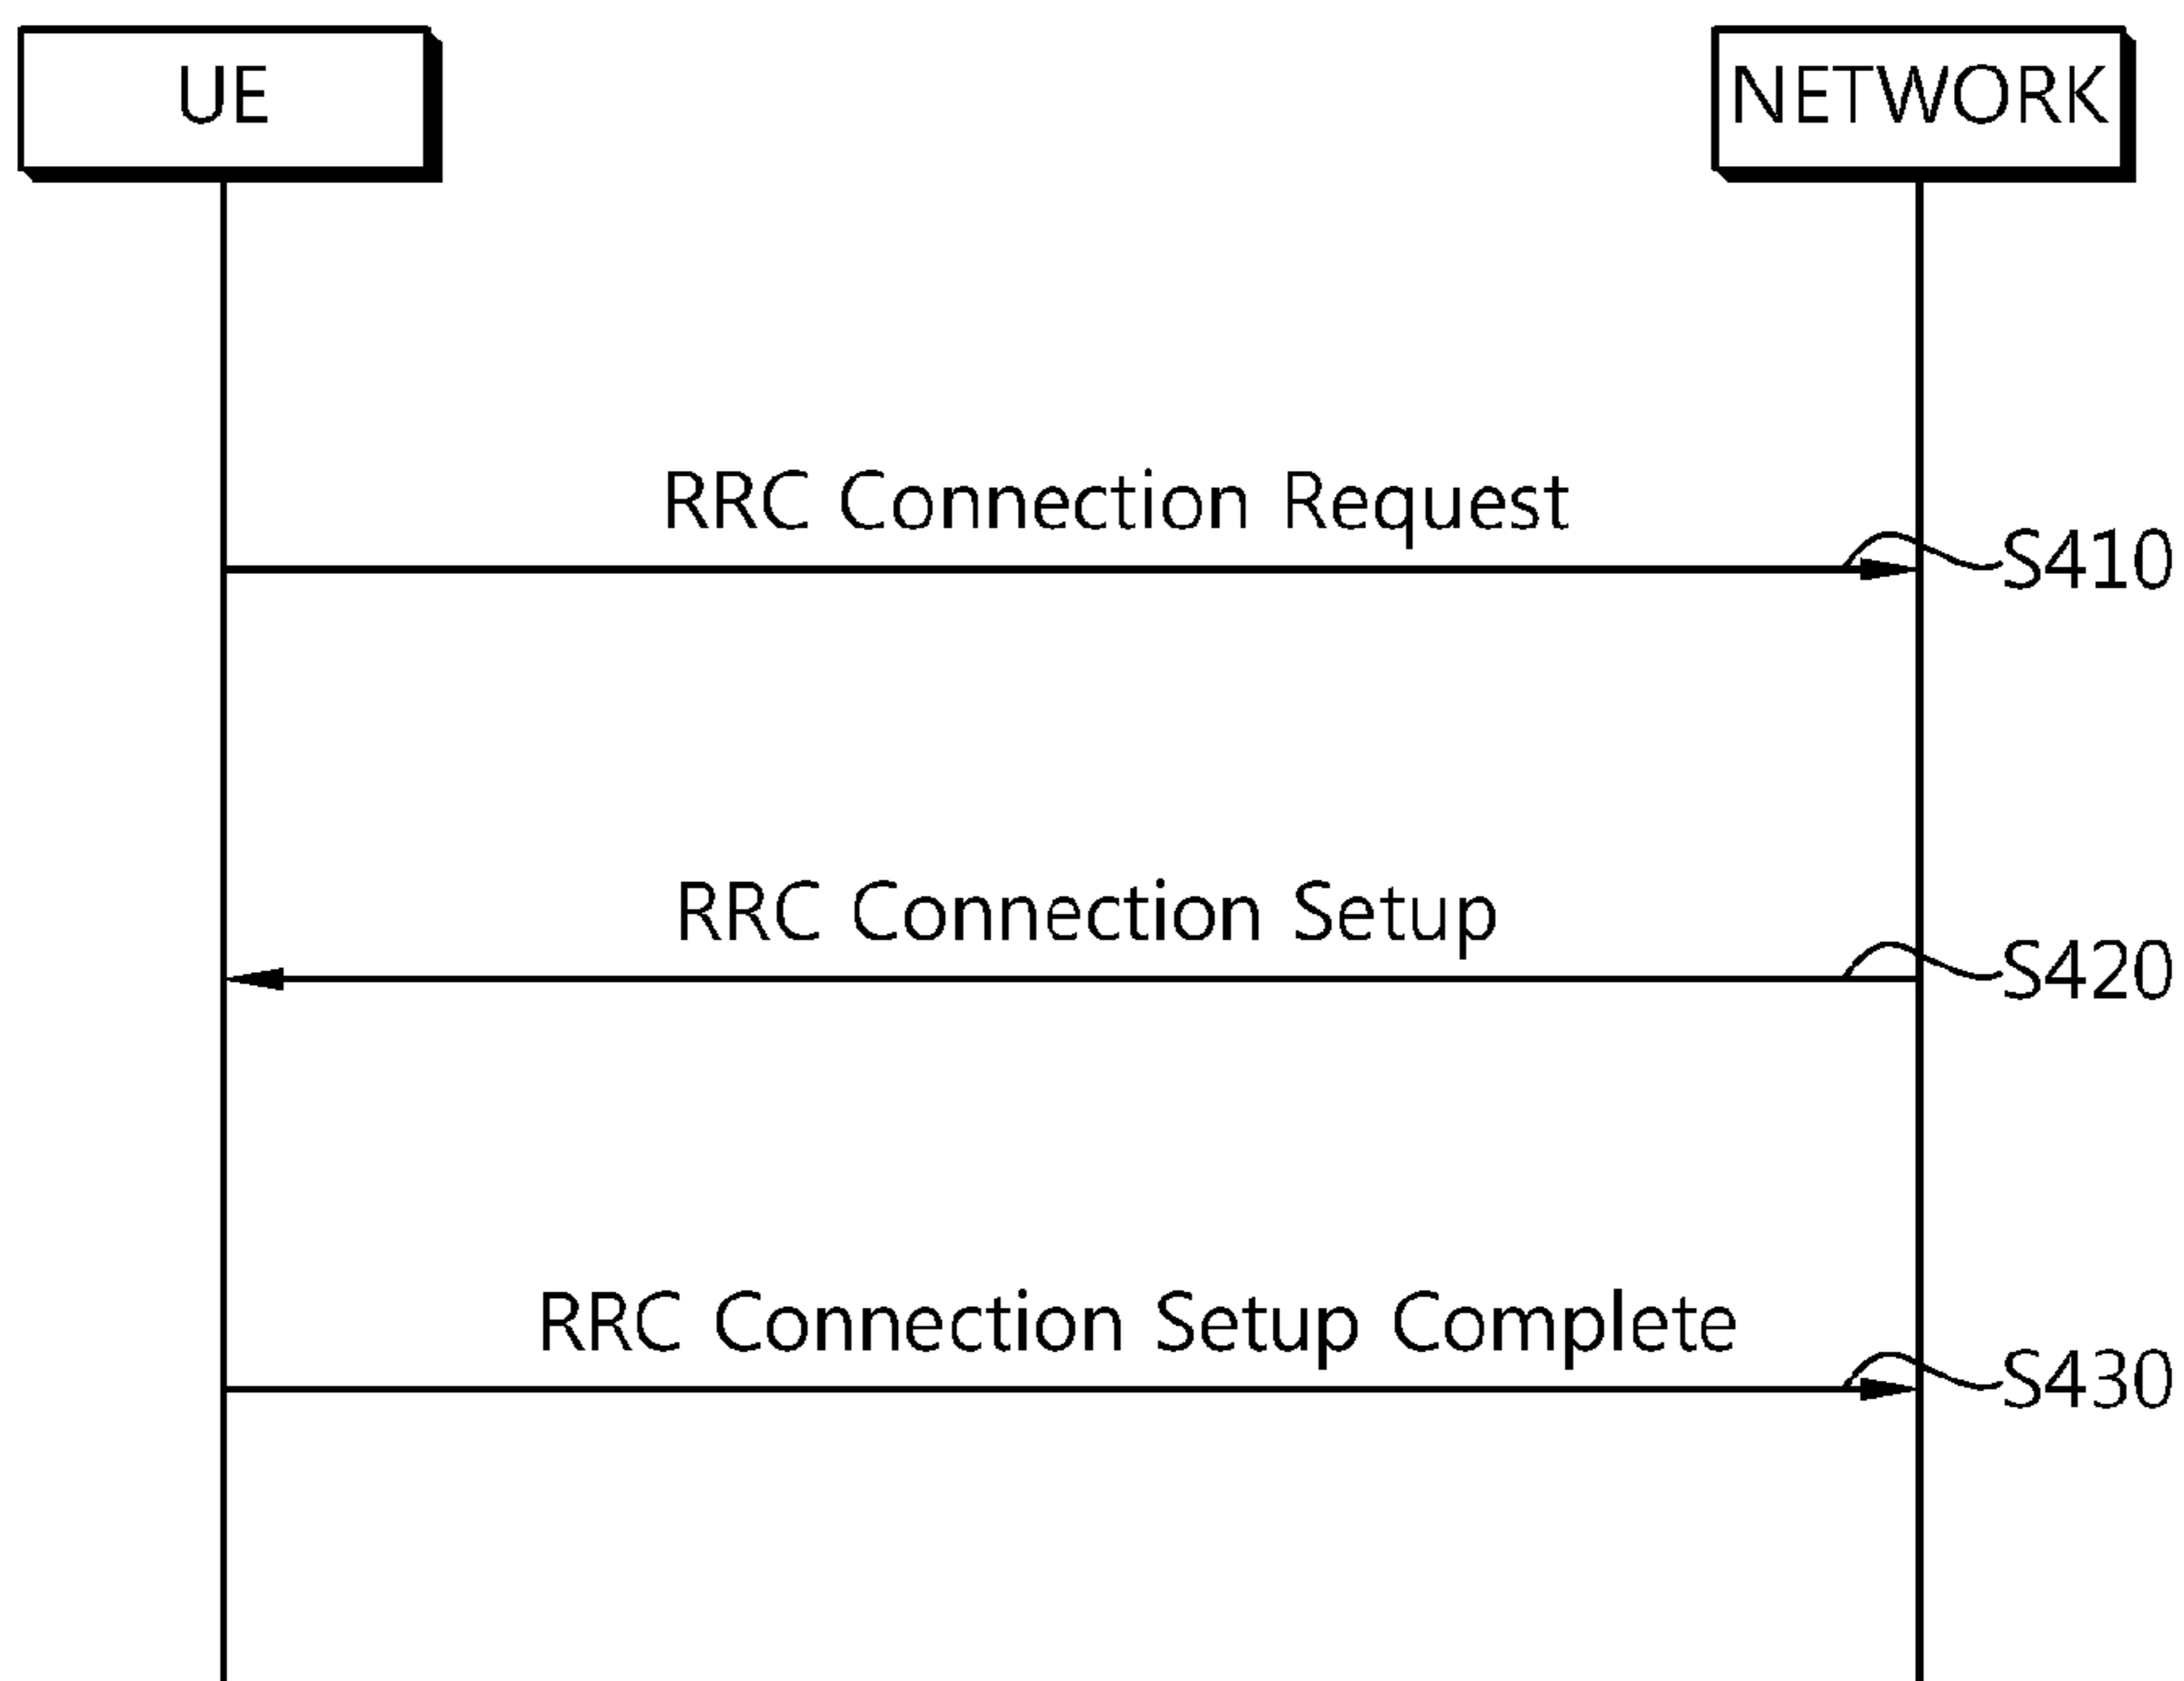 UE
NETWORK
RRC Connection Request
S410
RRC Connection Setup
S420
RRC Connection Setup Complete
S430